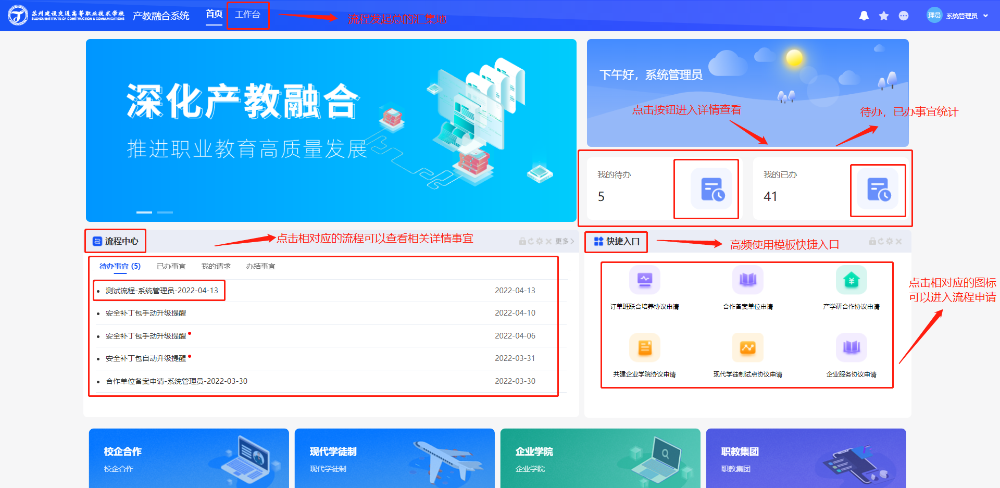 苏州建设交通高等职业技术学校
SUZHOU INSTITUTE OF CONSTRUCTION & COMMUNICATIONS
产教融合系统
首页
工作台
流程发起总的汇集地
理员
系统管理员
深化产教融合
推进职业教育高质量发展
下午好，系统管理员
点击按钮进入详情查看
待办，已办事宜统计
我的待办
5
我的已办
41
流程中心
点击相对应的流程可以查看相关详情事宜
更多
待办事宜 (5)
已办事宜
我的请求
办结事宜
测试流程-系统管理员-2022-04-13
2022-04-13
安全补丁包手动升级提醒
2022-04-10
安全补丁包手动升级提醒
2022-04-06
安全补丁包自动升级提醒
2022-03-31
合作单位备案申请-系统管理员-2022-03-30
2022-03-30
快捷入口
高频使用模板快捷入口
订单班联合培养协议申请
合作备案单位申请
产学研合作协议申请
共建企业学院协议申请
现代学徒制试点协议申请
企业服务协议申请
点击相对应的图标
可以进入流程申请
校企合作
校企合作
现代学徒制
现代学徒制
企业学院
企业学院
职教集团
职教集团